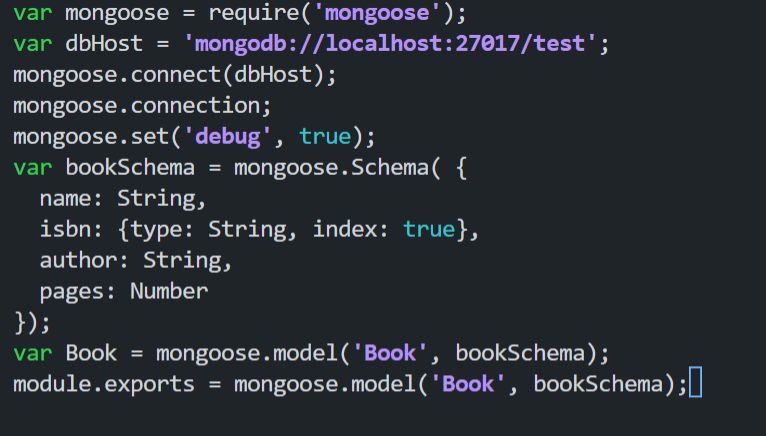 var mongoose = require('mongoose');
var dbHost = 'mongodb://localhost:27017/test';
mongoose.connect(dbHost);
mongoose.connection;
mongoose.set('debug', true);
var bookSchema = mongoose.Schema( {
  name: String,
  isbn: {type: String, index: true},
  author: String,
  pages: Number
});
var Book = mongoose.model('Book', bookSchema);
module.exports = mongoose.model('Book', bookSchema);